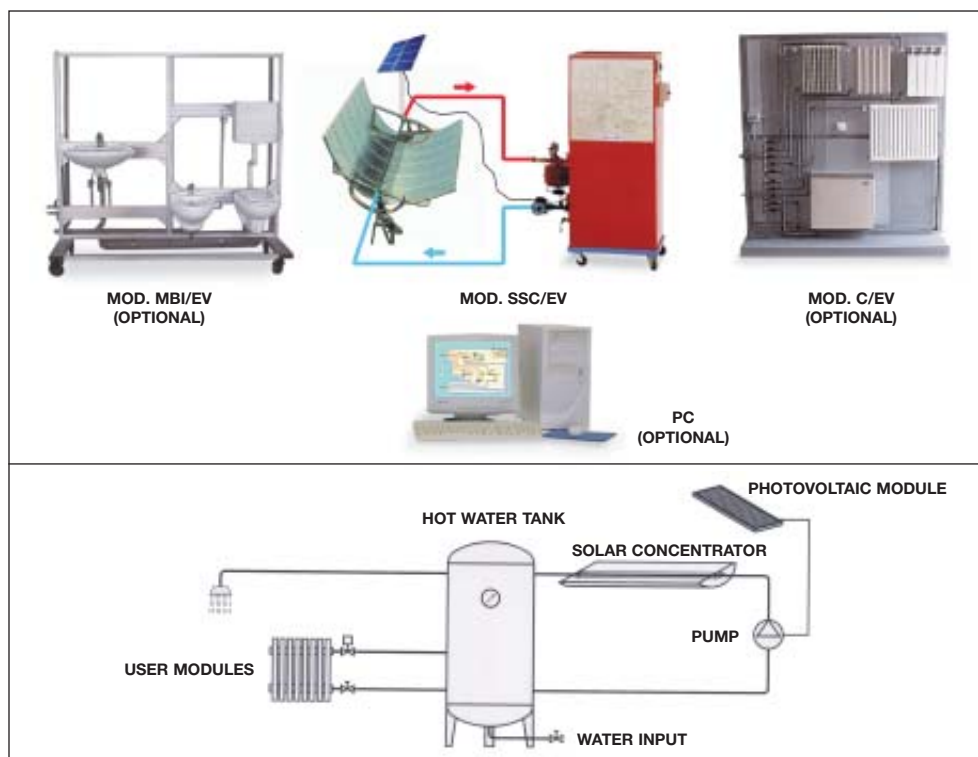 MOD. MBI/EV
(OPTIONAL)
MOD. SSC/EV
MOD. C/EV
(OPTIONAL)
PC
(OPTIONAL)
PHOTOVOLTAIC MODULE
HOT WATER TANK
SOLAR CONCENTRATOR
PUMP
USER MODULES
WATER INPUT